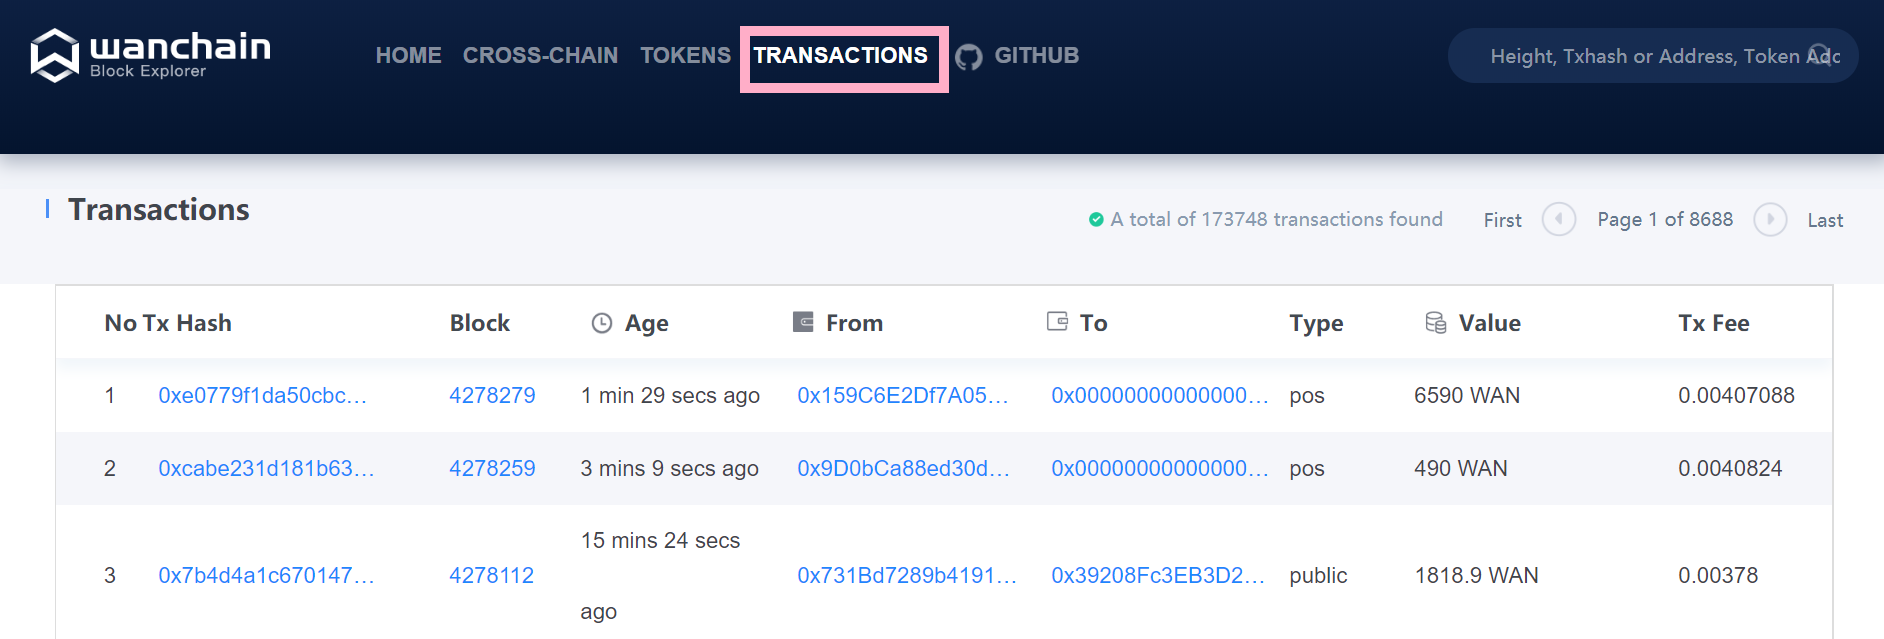 wanchain
Block Explorer
HOME CROSS-CHAIN TOKENS TRANSACTIONS GITHUB
Height, Txhash or Address, Token Adc
Transactions
A total of 173748 transactions found First Page 1 of 8688 Last
No Tx Hash Block Age From To Type Value Tx Fee
1 0xe0779f1da50cbc... 4278279 1 min 29 secs ago 0x159C6E2Df7A05... 0x00000000000000... pos 6590 WAN 0.00407088
2 0xcabe231d181b63... 4278259 3 mins 9 secs ago 0x9D0bCa88ed30d... 0x00000000000000... pos 490 WAN 0.0040824
15 mins 24 secs
3 0x7b4d4a1c670147... 4278112 0x731Bd7289b4191... 0x39208Fc3EB3D2... public 1818.9 WAN 0.00378
ago